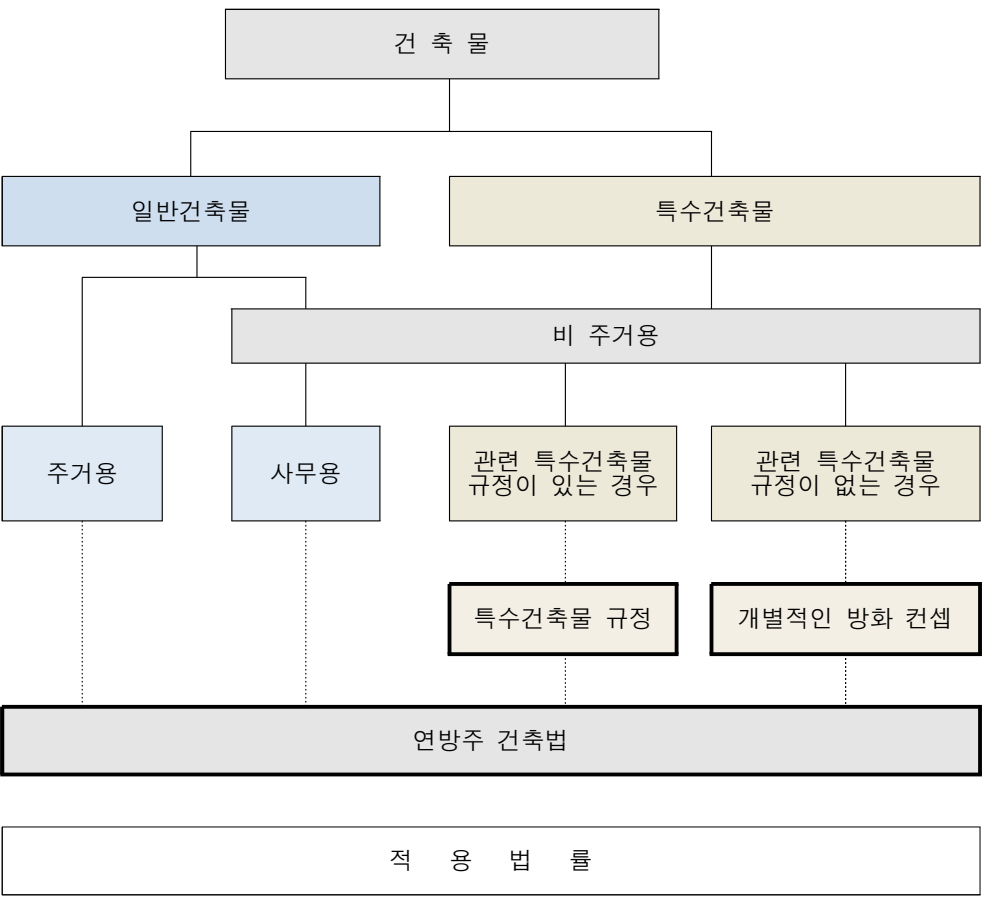 건 축 물
일반건축물
특수건축물
비 주거용
주거용
사무용
관련 특수건축물
규정이 있는 경우
관련 특수건축물
규정이 없는 경우
특수건축물 규정
개별적인 방화 컨셉
연방주 건축법
적 용 법 률